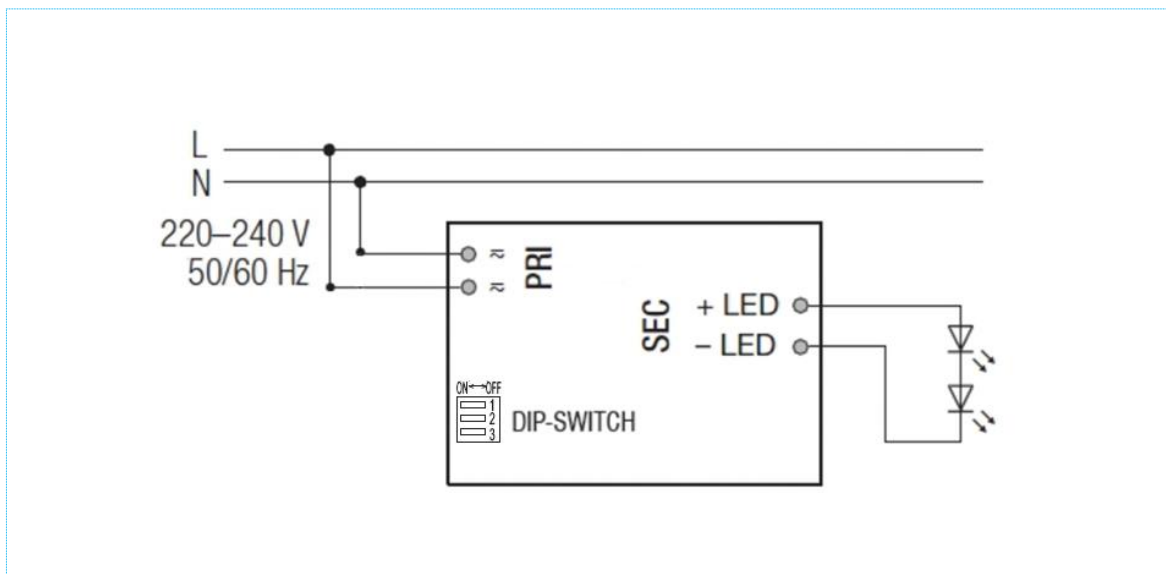 L
N
220–240 V
50/60 Hz
≂ PRI
≂
SEC
+ LED
– LED
ON↔OFF
1
2
3
DIP-SWITCH